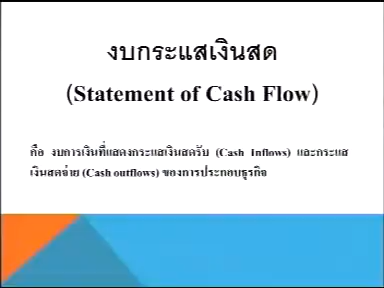 งบกระแสเงินสด
(Statement of Cash Flow)
คือ งบการเงินที่แสดงกระแสเงินสดรับ (Cash Inflows) และกระแส
เงินสดจ่าย (Cash outflows) ของการประกอบธุรกิจ